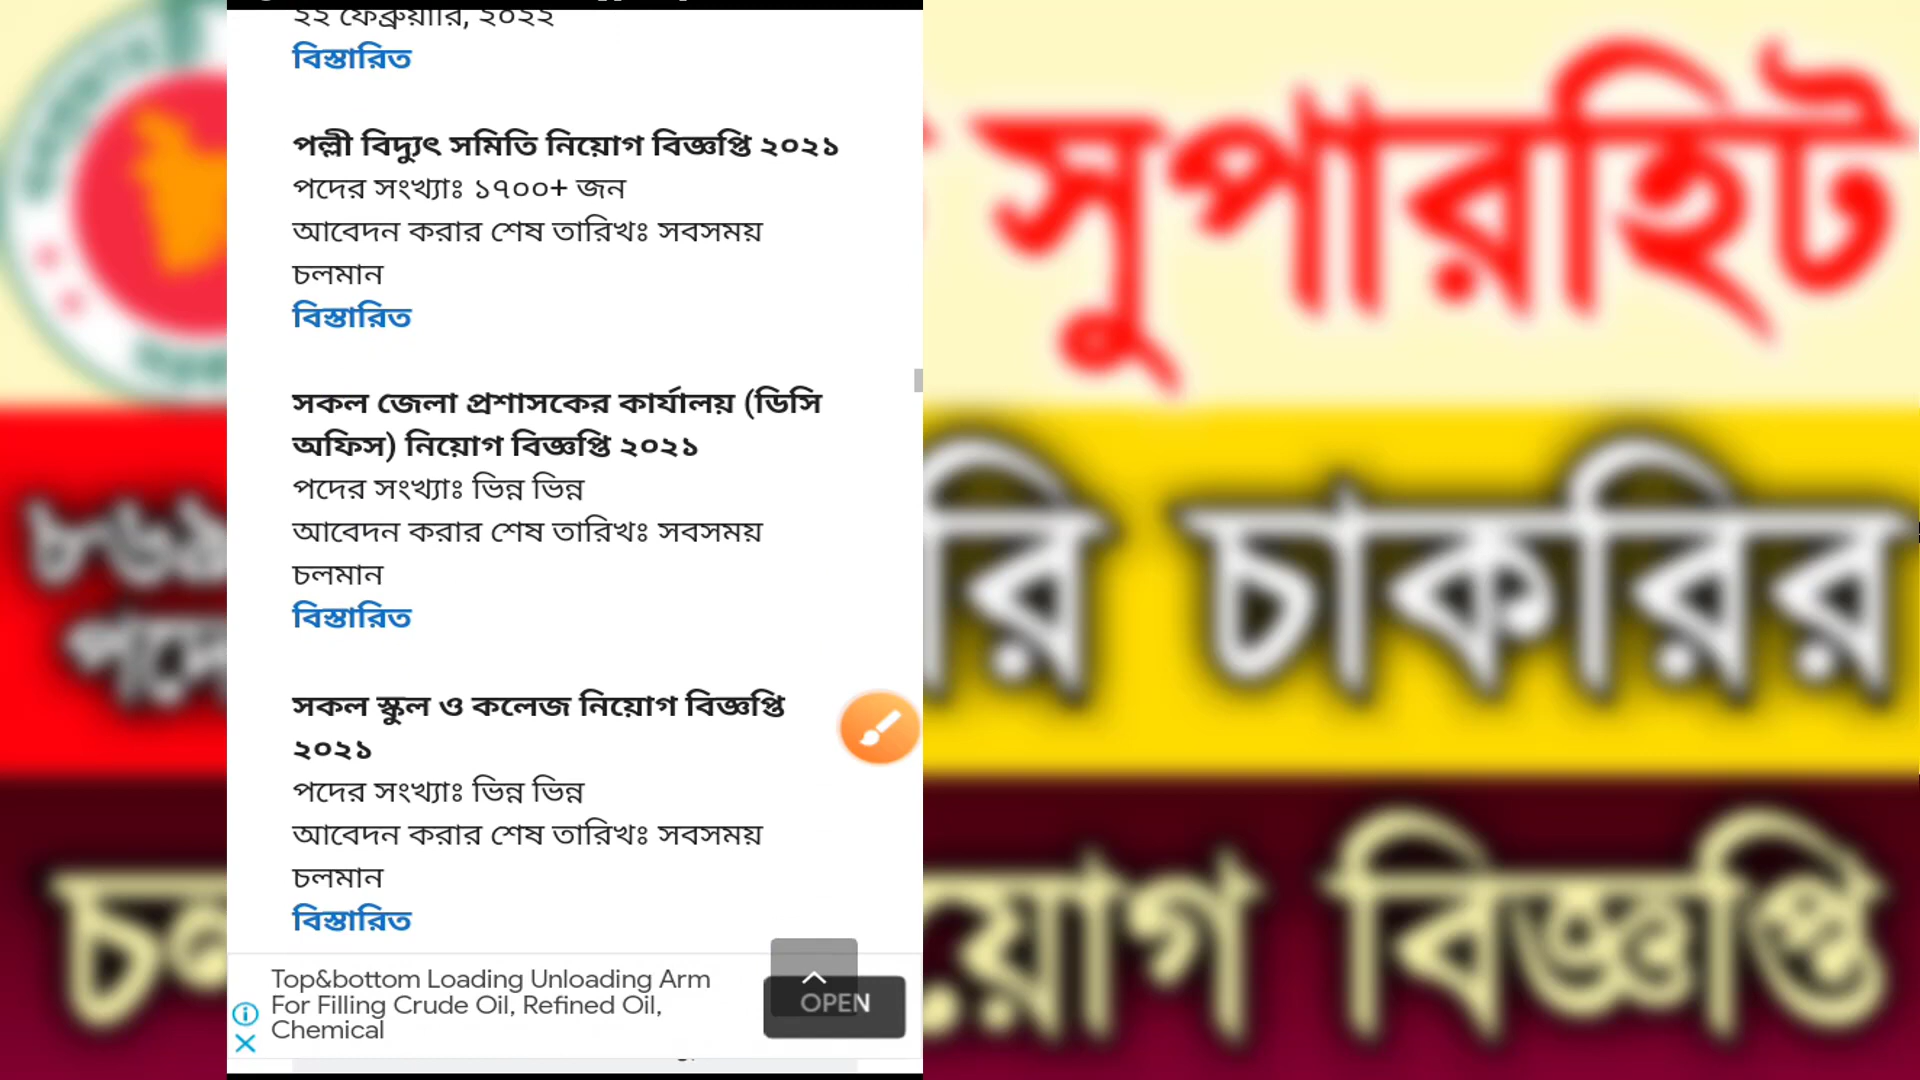 ২২ ফেব্রুয়ারি, ২০২২
বিস্তারিত
পল্লী বিদ্যুৎ সমিতি নিয়োগ বিজ্ঞপ্তি ২০২১
পদের সংখ্যাঃ ১৭০০+ জন
আবেদন করার শেষ তারিখঃ সবসময়
চলমান
বিস্তারিত
সকল জেলা প্রশাসকের কার্যালয় (ডিসি
অফিস) নিয়োগ বিজ্ঞপ্তি ২০২১
পদের সংখ্যাঃ ভিন্ন ভিন্ন
আবেদন করার শেষ তারিখঃ সবসময়
চলমান
বিস্তারিত
সকল স্কুল ও কলেজ নিয়োগ বিজ্ঞপ্তি
২০২১
পদের সংখ্যাঃ ভিন্ন ভিন্ন
আবেদন করার শেষ তারিখঃ সবসময়
চলমান
বিস্তারিত
Top&bottom Loading Unloading Arm
For Filling Crude Oil, Refined Oil,
Chemical
OPEN
সুপারহিট
রি চাকরির
য়োগ বিজ্ঞপ্তি